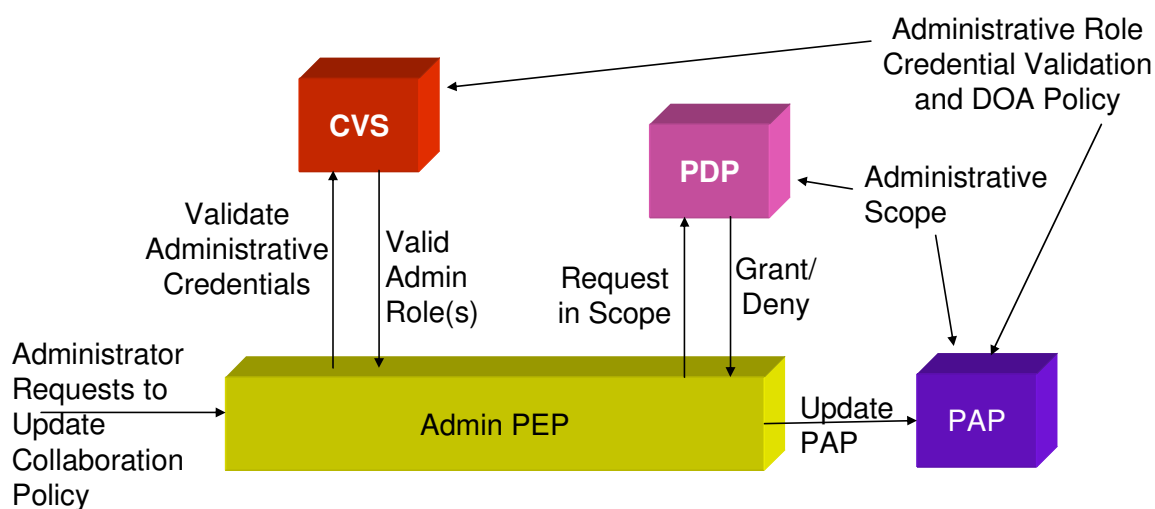 Administrative Role
Credential Validation
and DOA Policy
CVS
PDP
Administrative
Scope
Validate
Administrative
Credentials
Valid
Admin
Role(s)
Request
in Scope
Grant/
Deny
Administrator
Requests to
Update
Collaboration
Policy
Admin PEP
Update
PAP
PAP